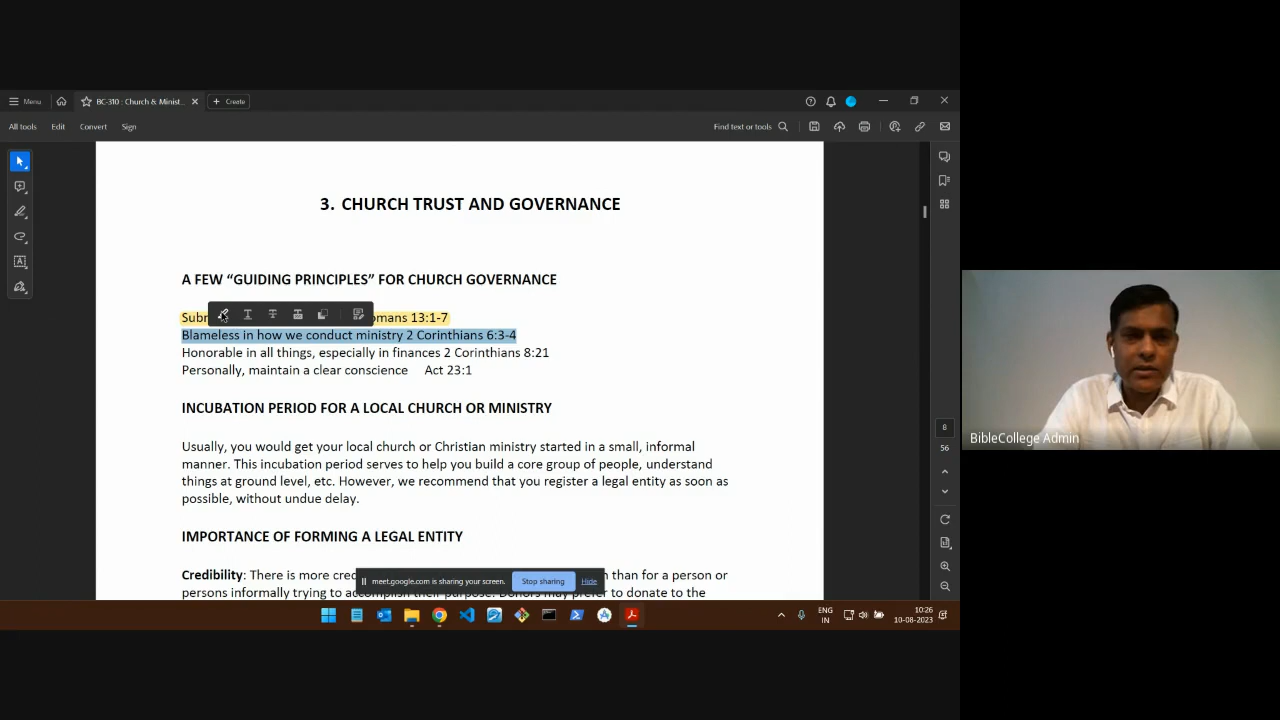 Menu
BC-310 : Church & Minist...
Create
All tools Edit Convert Sign
Find text or tools
3. CHURCH TRUST AND GOVERNANCE
A FEW “GUIDING PRINCIPLES” FOR CHURCH GOVERNANCE
Subm omans 13:1-7
Blameless in how we conduct ministry 2 Corinthians 6:3-4
Honorable in all things, especially in finances 2 Corinthians 8:21
Personally, maintain a clear conscience Act 23:1
INCUBATION PERIOD FOR A LOCAL CHURCH OR MINISTRY
Usually, you would get your local church or Christian ministry started in a small, informal
manner. This incubation period serves to help you build a core group of people, understand
things at ground level, etc. However, we recommend that you register a legal entity as soon as
possible, without undue delay.
IMPORTANCE OF FORMING A LEGAL ENTITY
Credibility: There is more cre than for a person or
persons informally trying to to donate to the
meet.google.com is sharing your screen. Stop sharing Hide
8
56
BibleCollege Admin
ENG
IN
10:26
10-08-2023